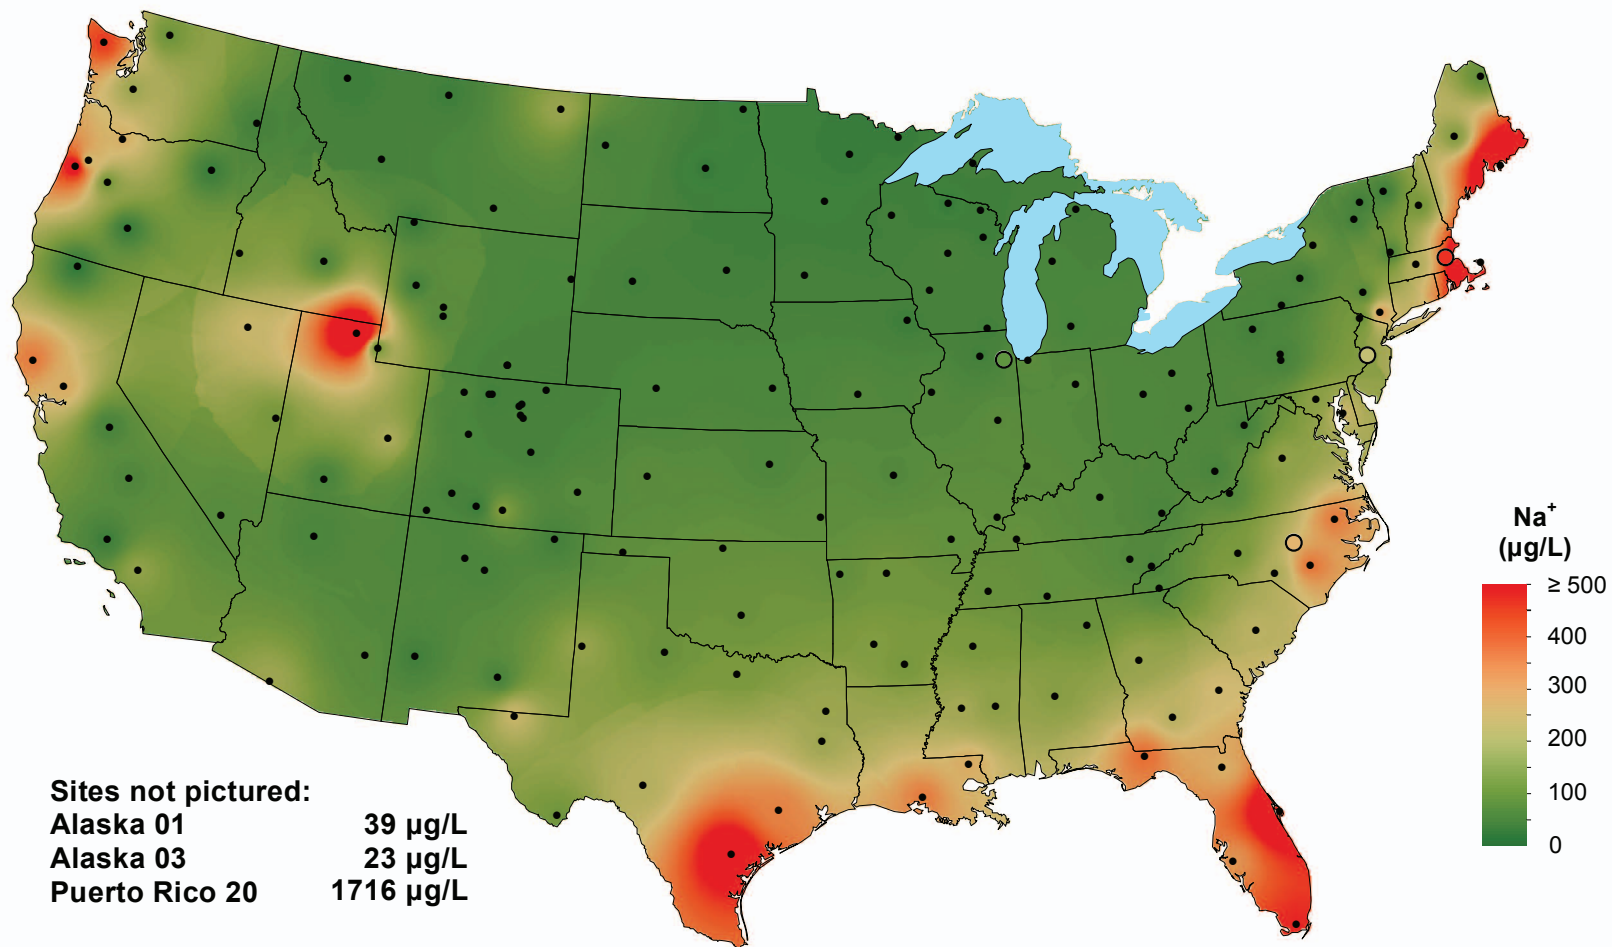 Na+
(µg/L)
≥ 500
400
300
200
100
0
Sites not pictured:
Alaska 01 39 µg/L
Alaska 03 23 µg/L
Puerto Rico 20 1716 µg/L